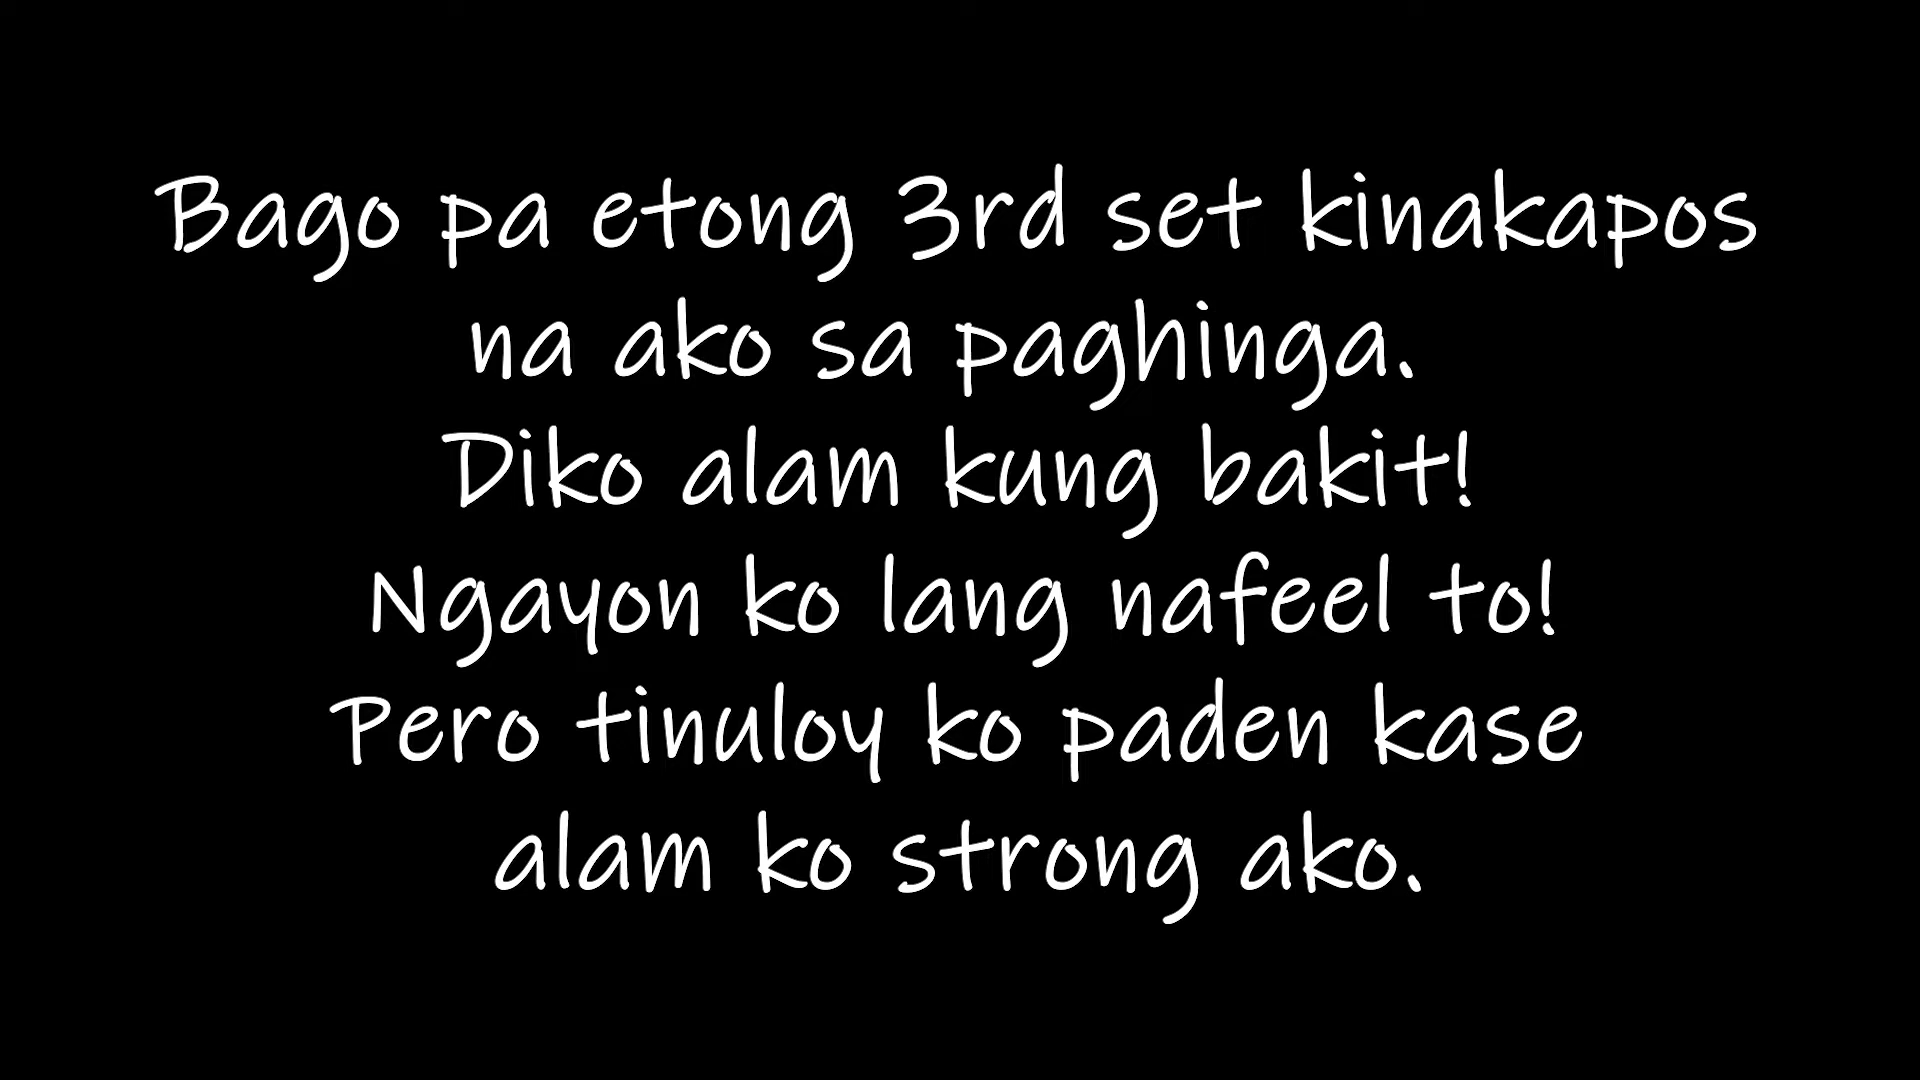 Bago pa etong 3rd set kinakapos
na ako sa paghinga.
Diko alam kung bakit!
Ngayon ko lang nafeel to!
Pero tinuloy ko paden kase
alam ko strong ako.